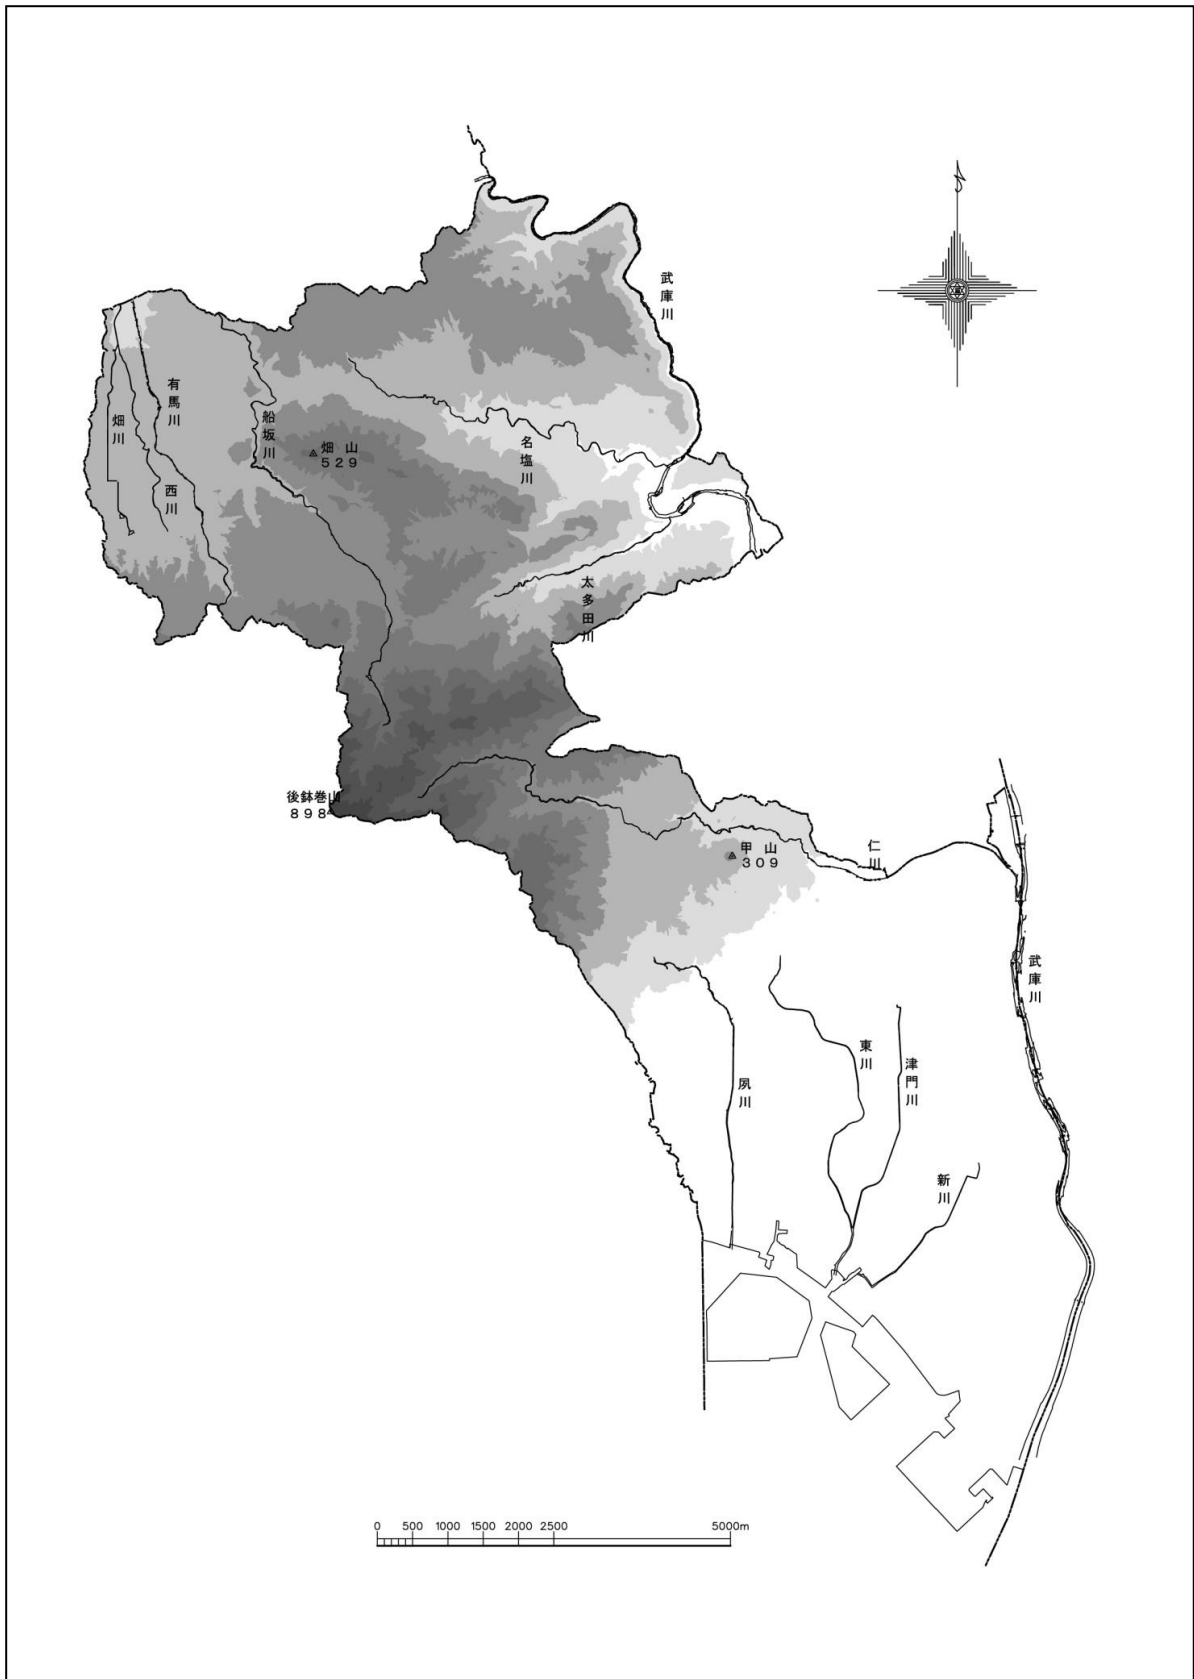 武庫川
有馬川
畑川
船坂川
畑 山
529
名塩川
西川
太多田川
後鉢巻山
898
甲 山
309
仁川
武庫川
東川
津門川
夙川
新川
0 500 1000 1500 2000 2500 5000m